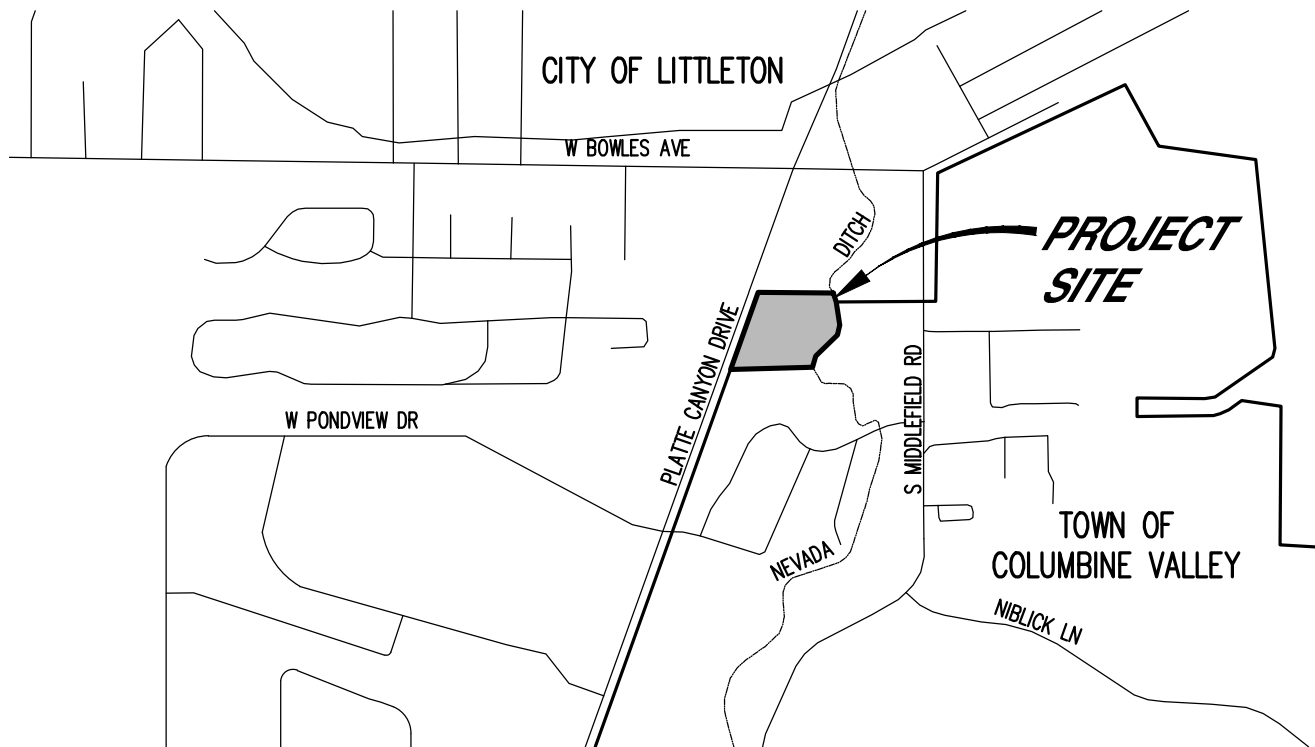 CITY OF LITTLETON
W BOWLES AVE
DITCH
PROJECT
SITE
PLATTE CANYON DRIVE
S MIDDLEFIELD RD
W PONDVIEW DR
TOWN OF
COLUMBINE VALLEY
NEVADA
NIBLICK LN